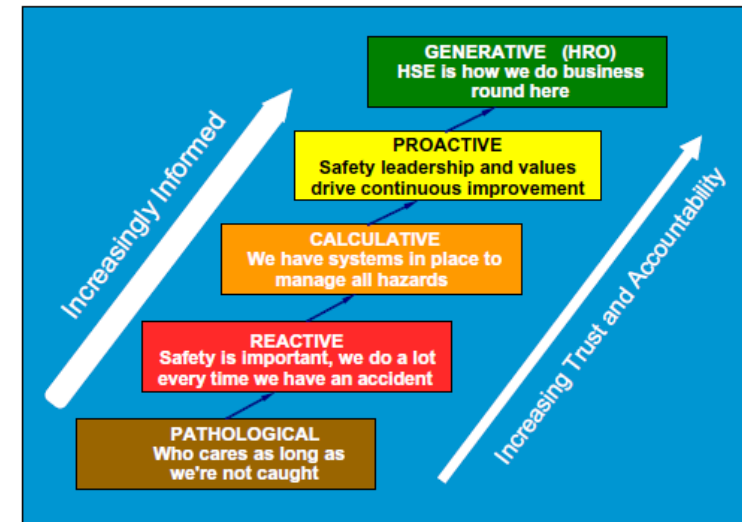 GENERATIVE (HRO)
HSE is how we do business
round here
PROACTIVE
Safety leadership and values
drive continuous improvement
CALCULATIVE
We have systems in place to
manage all hazards
REACTIVE
Safety is important, we do a lot
every time we have an accident
PATHOLOGICAL
Who cares as long as
we're not caught
Increasingly Informed
Increasing Trust and Accountability